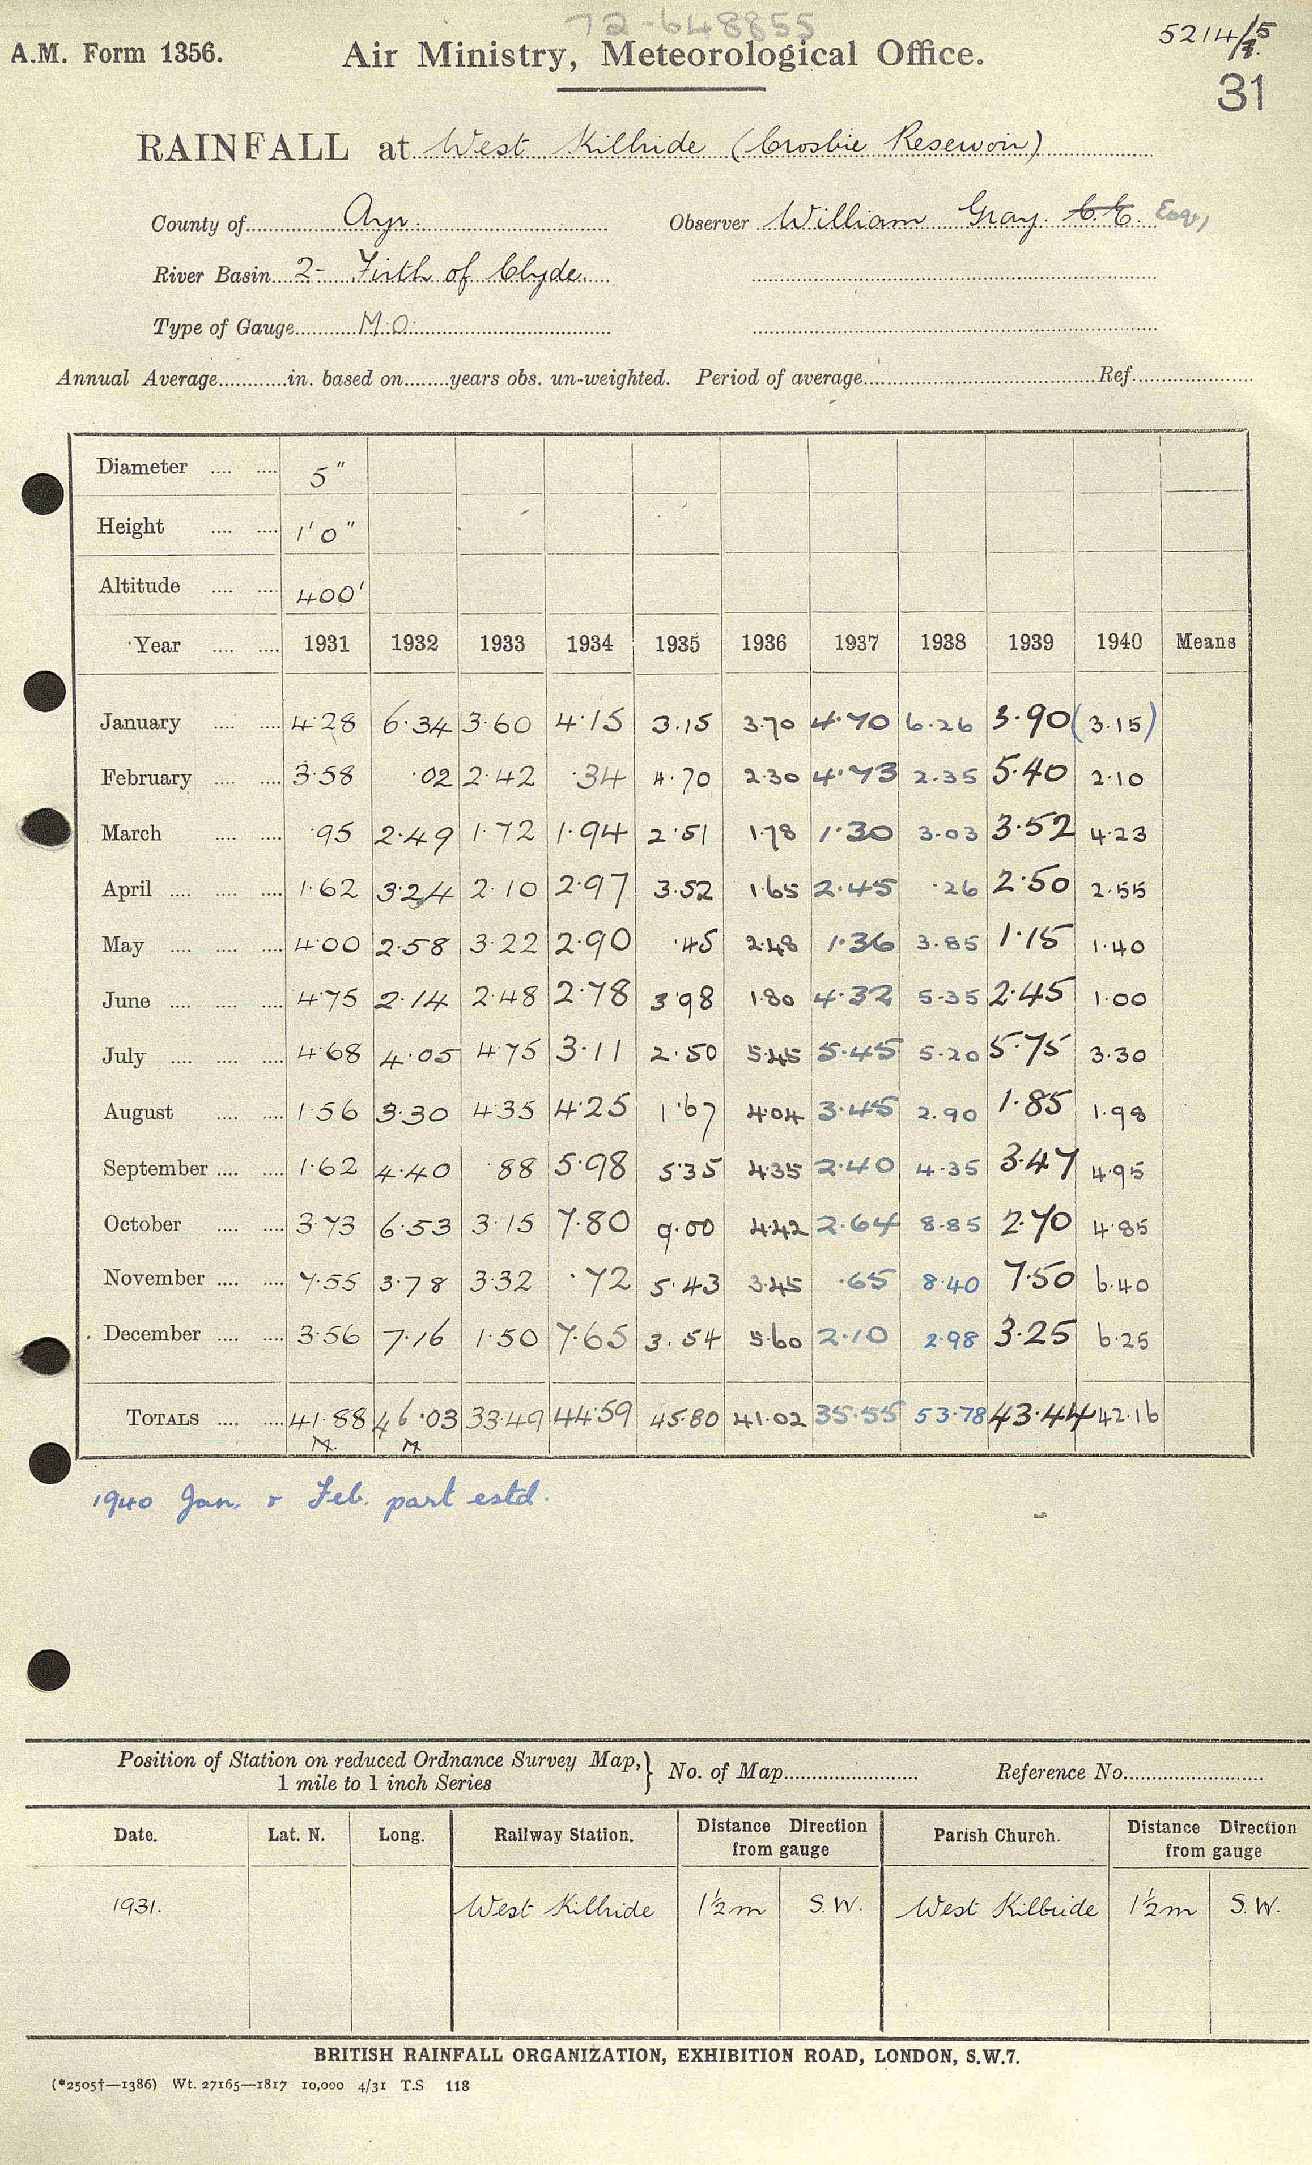 72-648855
A.M. Form 1356. Air Ministry, Meteorological Office. 5214/
31
RAINFALL at West Kilbride (Crosbie Reservoir)
County of Ayr. Observer William Gray. C.E. Esq,
River Basin 2- Firth of Clyde
Type of Gauge M.O.
Annual Average in. based on years obs. un-weighted. Period of average Ref.
Diameter 5"
Height 1'0"
Altitude 400'
Year 1931 1932 1933 1934 1935 1936 1937 1938 1939 1940 Means
January 4·28 6·34 3·60 4·15 3.15 3.70 4.70 6.26 3.90 (3.15)
February 3·58 ·02 2·42 ·34 4.70 2.30 4.73 2.35 5.40 2.10
March ·95 2·49 1·72 1·94 2·51 1.78 1.30 3.03 3.52 4.23
April 1·62 3·24 2·10 2·97 3.52 1.65 2.45 ·26 2·50 2.55
May 4·00 2·58 3·22 2·90 ·45 2.48 1.36 3.85 1·15 1.40
June 4·75 2·14 2·48 2·78 3·98 1.80 4.32 5.35 2·45 1.00
July 4·68 4·05 4·75 3·11 2·50 5.45 5.45 5.20 5.75 3.30
August 1·56 3·30 4·35 4·25 1·67 4.04 3.45 2.90 1·85 1.98
September 1·62 4·40 ·88 5·98 5·35 4.35 2.40 4.35 3.47 4.95
October 3·73 6·53 3·15 7·80 9.00 4.42 2.64 8.85 2.70 4.85
November 7·55 3·78 3·32 ·72 5.43 3.45 .65 8.40 7.50 6.40
December 3·56 7·16 1·50 7·65 3.54 5.60 2.10 2.98 3.25 6.25
TOTALS 41·88 46·03 33·49 44·59 45.80 41.02 35.55 53.78 43.44 42.16
M. M
1940 Jan. & Feb. part estd.
Position of Station on reduced Ordnance Survey Map,} No. of Map Reference No.
1 mile to 1 inch Series
Date. Lat. N. Long. Railway Station. Distance from gauge Direction Parish Church. Distance from gauge Direction
1931. West Kilbride 1½m S.W. West Kilbride 1½m S.W.
BRITISH RAINFALL ORGANIZATION, EXHIBITION ROAD, LONDON, S.W.7.
(*2505†—1386) Wt. 27165—1817 10,000 4/31 T.S 118